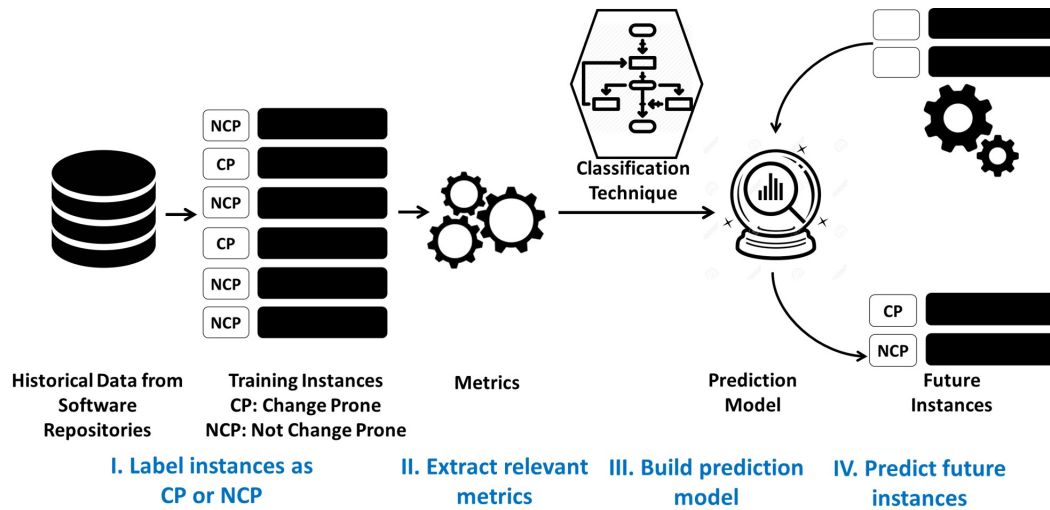 NCP
CP
NCP
CP
NCP
NCP
Classification
Technique
CP
NCP
Historical Data from
Software
Repositories
Training Instances
CP: Change Prone
NCP: Not Change Prone
Metrics
Prediction
Model
Future
Instances
I. Label instances as
CP or NCP
II. Extract relevant
metrics
III. Build prediction
model
IV. Predict future
instances